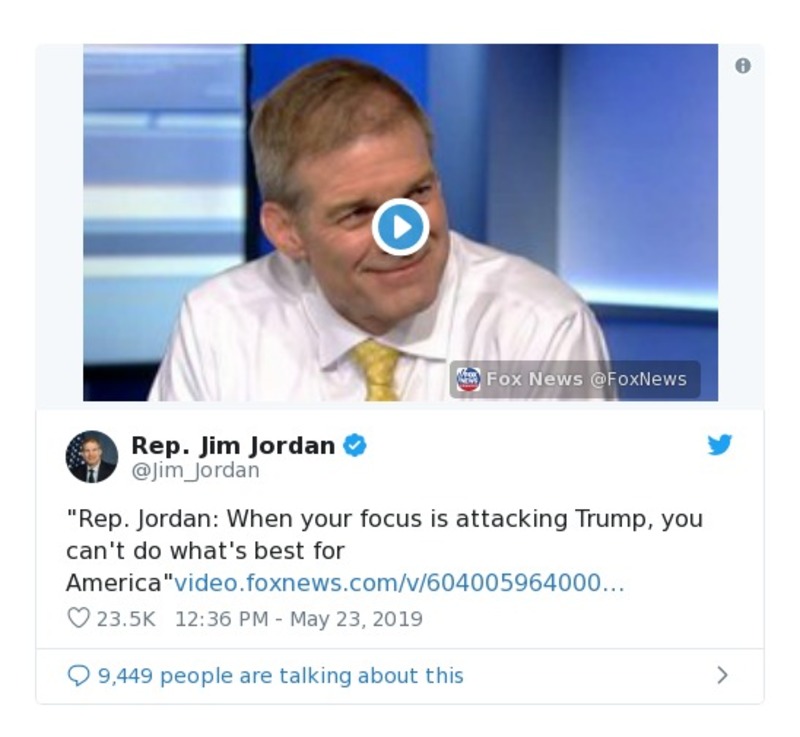 Fox News @FoxNews
Rep. Jim Jordan
@Jim_Jordan
"Rep. Jordan: When your focus is attacking Trump, you
can't do what's best for
America"video.foxnews.com/v/604005964000…
23.5K 12:36 PM - May 23, 2019
9,449 people are talking about this